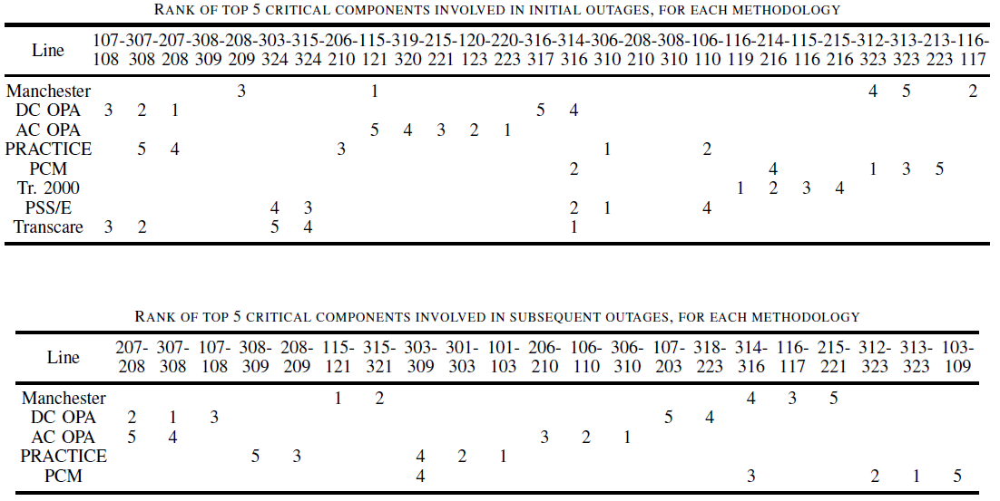 RANK OF TOP 5 CRITICAL COMPONENTS INVOLVED IN INITIAL OUTAGES, FOR EACH METHODOLOGY
Line 107- 307- 207- 308- 208- 303- 315- 206- 115- 319- 215- 120- 220- 316- 314- 306- 208- 308- 106- 116- 214- 115- 215- 312- 313- 213- 116-
108 308 208 309 209 324 324 210 121 320 221 123 223 317 316 310 210 310 110 119 216 116 216 323 323 223 117
Manchester 3 1 4 5 2
DC OPA 3 2 1 5 4
AC OPA 5 4 3 2 1
PRACTICE 5 4 3 1 2
PCM 2 4 1 3 5
Tr. 2000 1 2 3 4
PSS/E 4 3 2 1 4
Transcare 3 2 5 4 1
RANK OF TOP 5 CRITICAL COMPONENTS INVOLVED IN SUBSEQUENT OUTAGES, FOR EACH METHODOLOGY
Line 207- 307- 107- 308- 208- 115- 315- 303- 301- 101- 206- 106- 306- 107- 318- 314- 116- 215- 312- 313- 103-
208 308 108 309 209 121 321 309 303 103 210 110 310 203 223 316 117 221 323 323 109
Manchester 1 2 4 3 5
DC OPA 2 1 3 5 4
AC OPA 5 4 3 2 1
PRACTICE 5 3 4 2 1
PCM 4 3 2 1 5